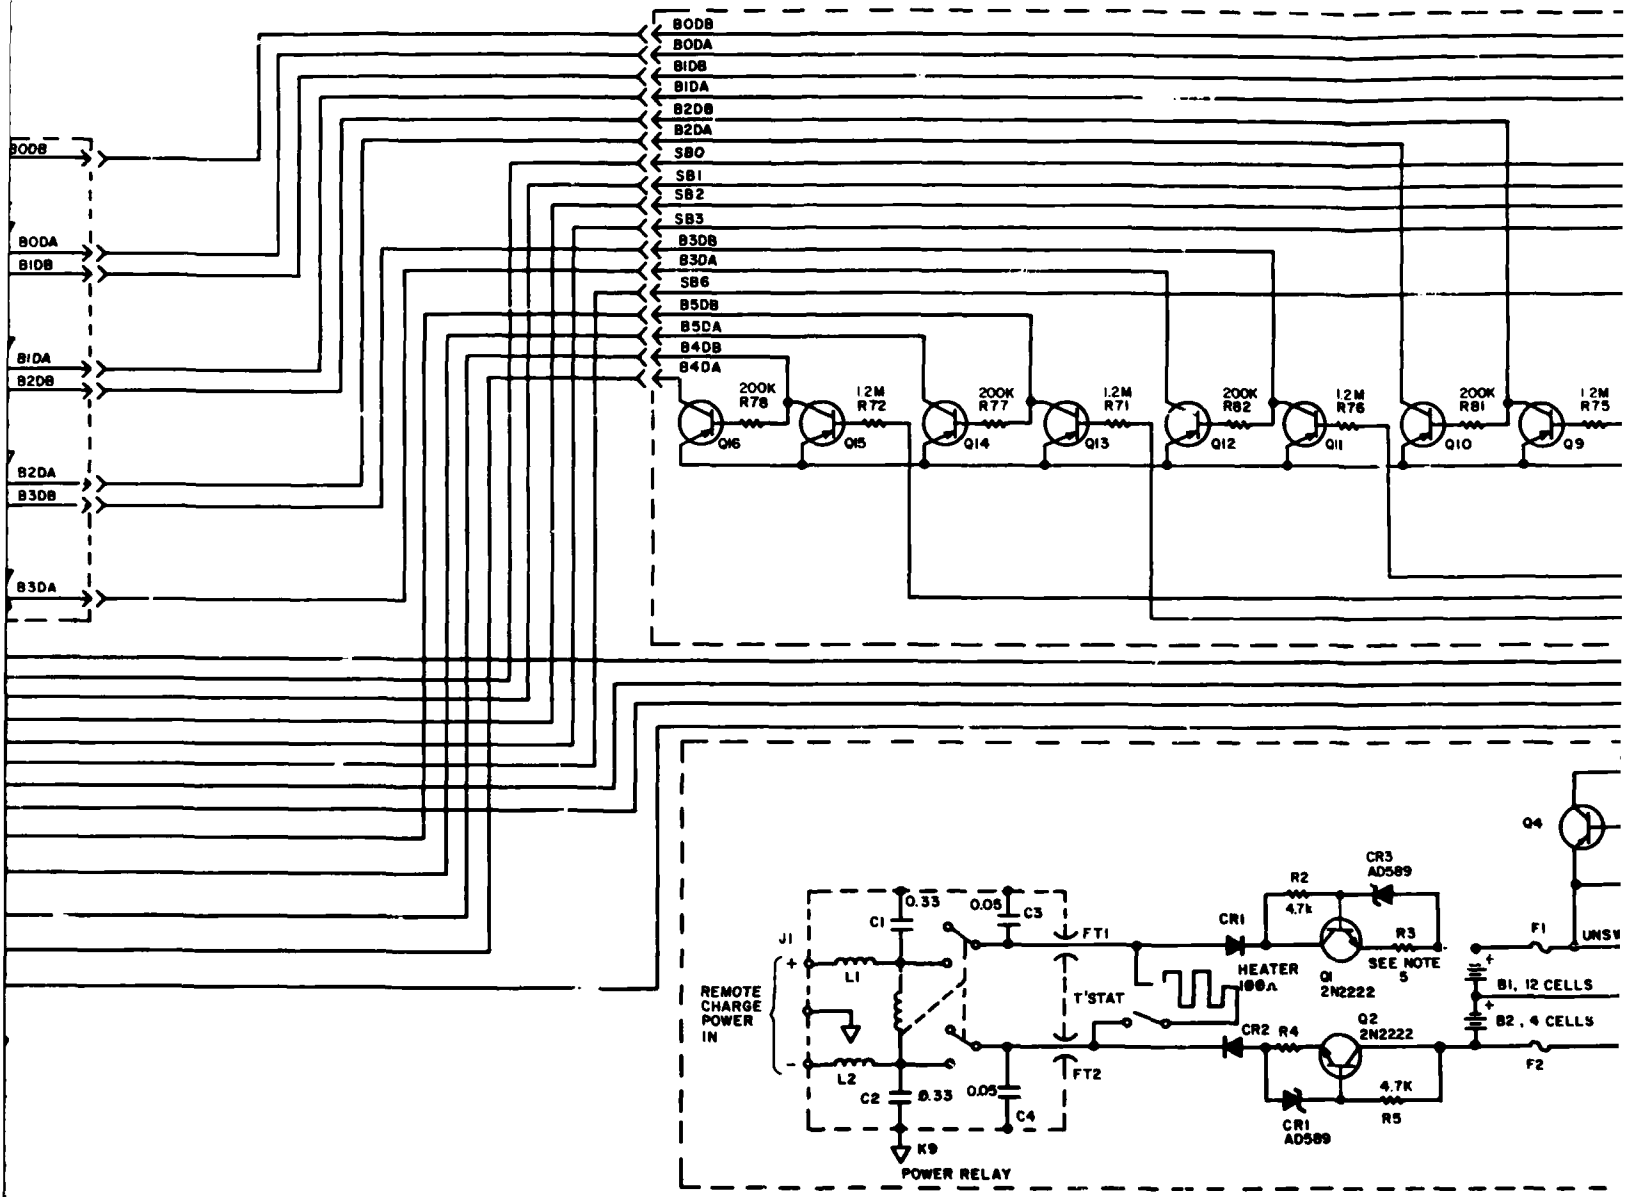 BODB
BODA
B1DB
B1DA
B2DB
B2DA
SBO
SB1
SB2
SB3
B3DB
B3DA
SB6
B5DB
B5DA
B4DB
B4DA
BODB
BODA
B1DB
B1DA
B2DB
B2DA
B3DB
B3DA
200K
R78
1.2M
R72
200K
R77
1.2M
R71
200K
R82
1.2M
R76
200K
R81
1.2M
R75
Q16
Q15
Q14
Q13
Q12
Q11
Q10
Q9
Q4
CR3
AD589
R2
4.7K
CR1
Q1
2N2222
R3
SEE NOTE
5
F1
UNSW
0.33
C1
0.05
C3
FT1
J1
+
L1
HEATER
100Ω
T'STAT
REMOTE
CHARGE
POWER
IN
+
B1, 12 CELLS
+
B2, 4 CELLS
CR2
R4
Q2
2N2222
F2
-
L2
C2
0.33
0.05
C4
FT2
4.7K
R5
CR1
AD589
K9
POWER RELAY